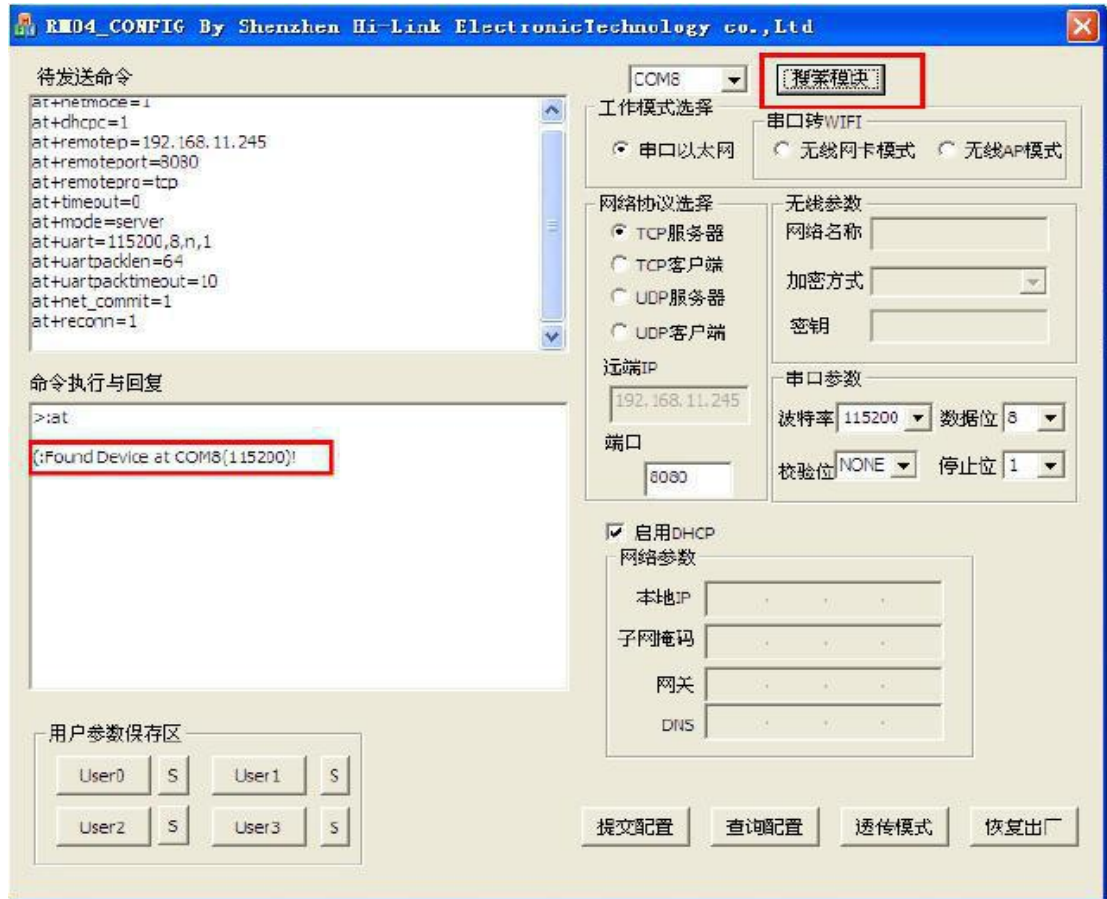 RM04_CONFIG By Shenzhen Hi-Link ElectronicTechnology co.,Ltd
待发送命令
at+netmode=1
at+dhcpc=1
at+remoteip=192.168.11.245
at+remoteport=8080
at+remotepro=tcp
at+timeout=0
at+mode=server
at+uart=115200,8,n,1
at+uartpacklen=64
at+uartpacktimeout=10
at+net_commit=1
at+reconn=1
命令执行与回复
>:at
(:Found Device at COM8(115200)!
用户参数保存区
User0 S User1 S
User2 S User3 S
COM8 搜索模块
工作模式选择
串口以太网
串口转WIFI
无线网卡模式 无线AP模式
网络协议选择
TCP服务器
TCP客户端
UDP服务器
UDP客户端
远端IP
192.168.11.245
端口
8080
无线参数
网络名称
加密方式
密钥
串口参数
波特率 115200 数据位 8
校验位 NONE 停止位 1
启用DHCP
网络参数
本地IP
子网掩码
网关
DNS
提交配置 查询配置 透传模式 恢复出厂